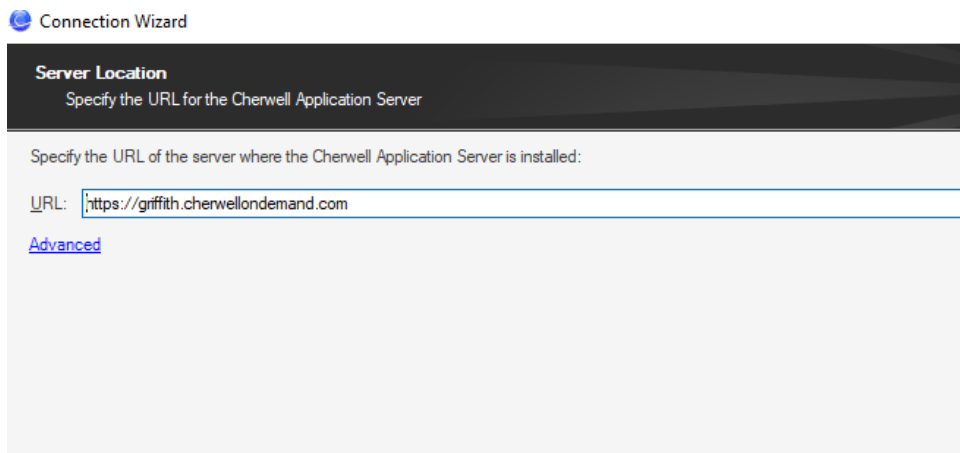 Connection Wizard
Server Location
Specify the URL for the Cherwell Application Server
Specify the URL of the server where the Cherwell Application Server is installed:
URL: https://griffith.cherwellondemand.com
Advanced